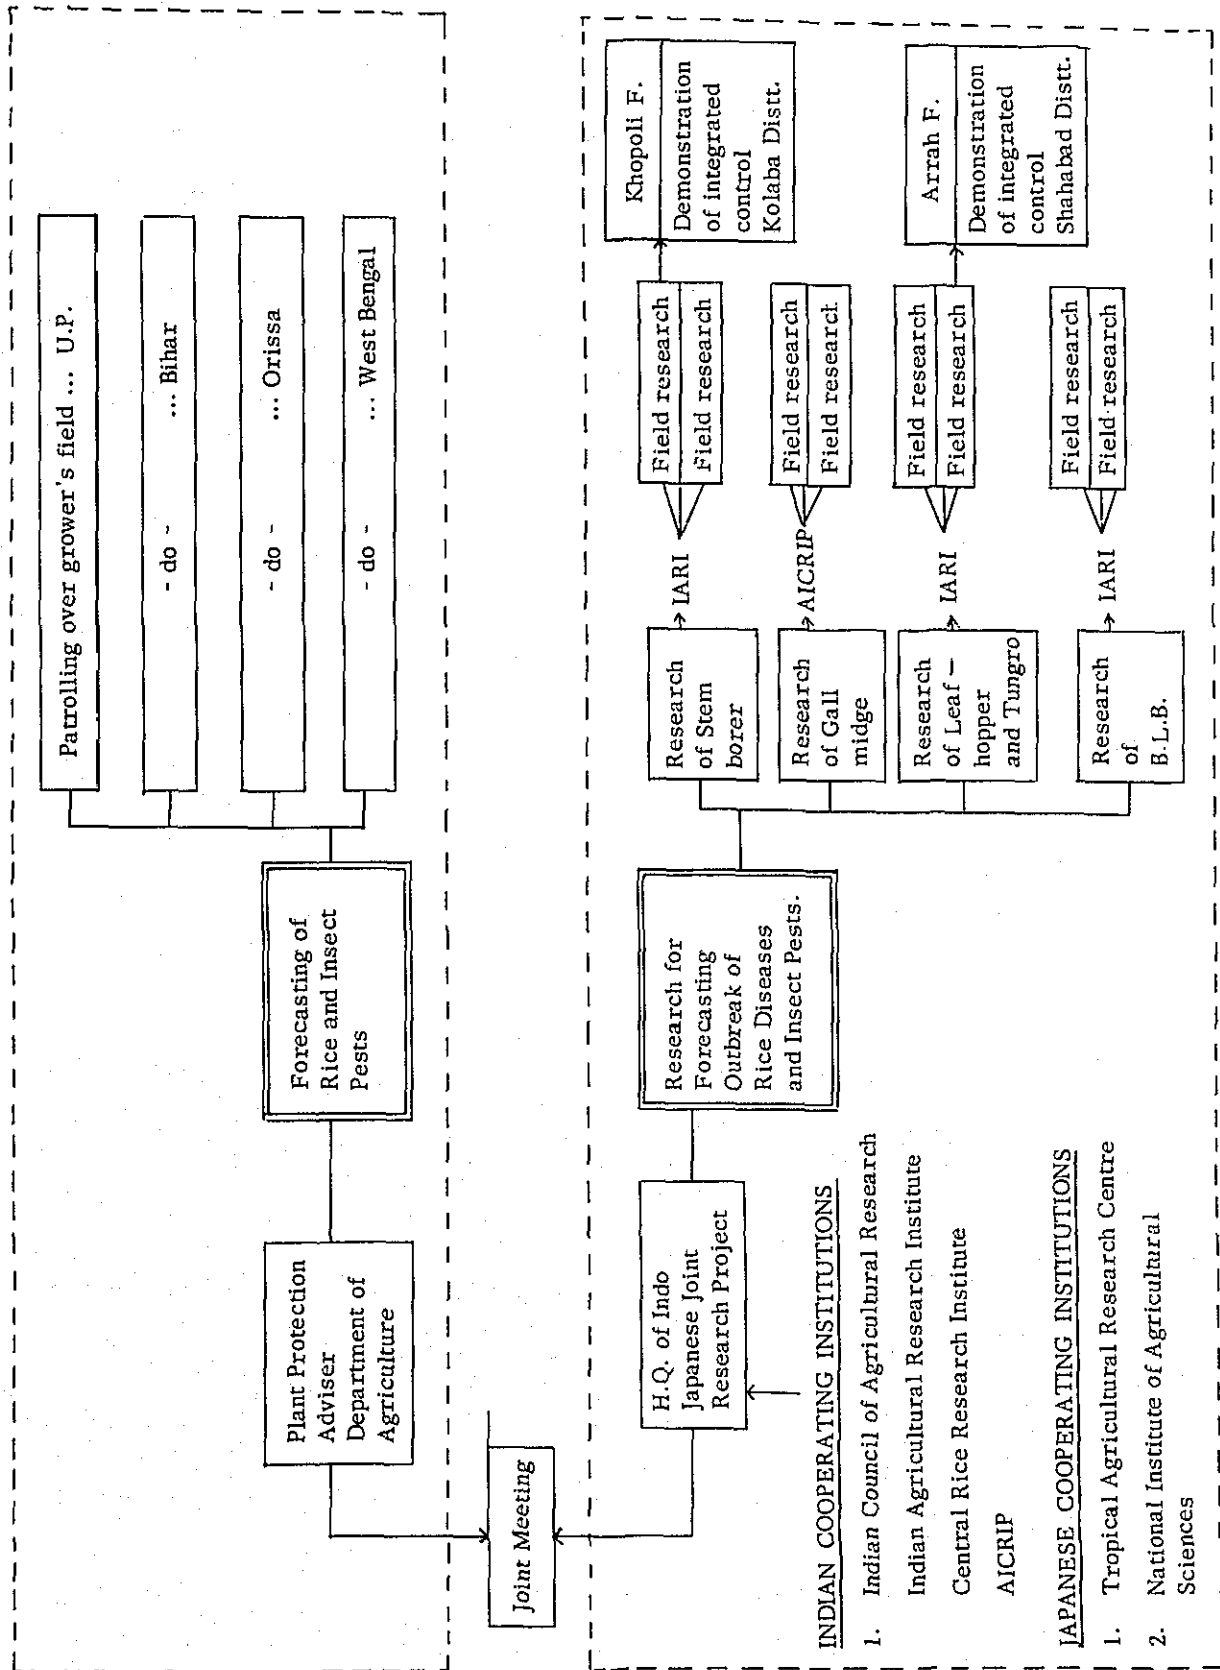 Patrolling over grower's field ... U.P.
- do - ... Bihar
- do - ... Orissa
- do - ... West Bengal
Forecasting of
Rice and Insect
Pests
Plant Protection
Adviser
Department of
Agriculture
Joint Meeting
H.Q. of Indo
Japanese Joint
Research Project
Research for
Forecasting
Outbreak of
Rice Diseases
and Insect Pests.
Research
of Stem
borer
IARI
Field research
Field research
Khopoli F.
Demonstration
of integrated
control
Kolaba Distt.
Research
of Gall
midge
AICRIP
Field research
Field research
Research
of Leaf-
hopper
and Tungro
IARI
Field research
Field research
Arrah F.
Demonstration
of integrated
control
Shahabad Distt.
Research
of
B.L.B.
IARI
Field research
Field research
INDIAN COOPERATING INSTITUTIONS
1. Indian Council of Agricultural Research
Indian Agricultural Research Institute
Central Rice Research Institute
AICRIP
JAPANESE COOPERATING INSTITUTIONS
1. Tropical Agricultural Research Centre
2. National Institute of Agricultural
Sciences